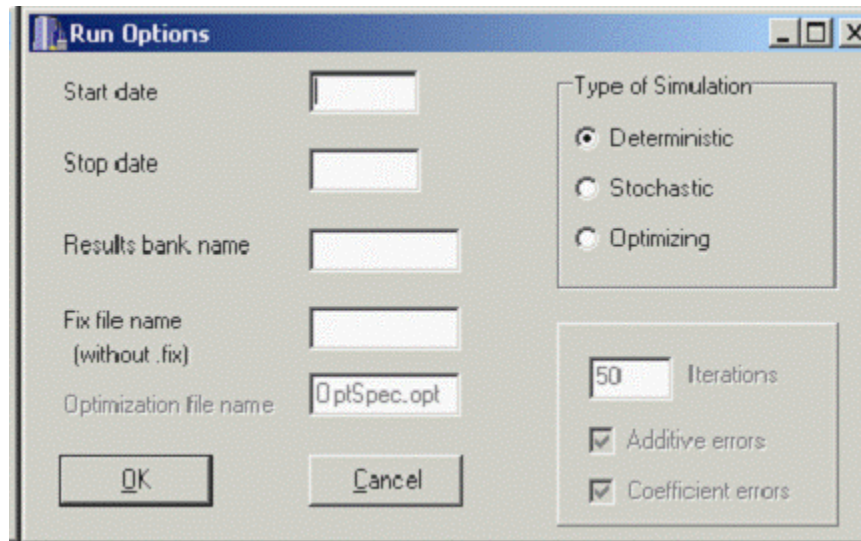 Run Options
Start date
Stop date
Results bank name
Fix file name
(without .fix)
Optimization file name
OptSpec.opt
OK
Cancel
Type of Simulation
Deterministic
Stochastic
Optimizing
50
Iterations
Additive errors
Coefficient errors